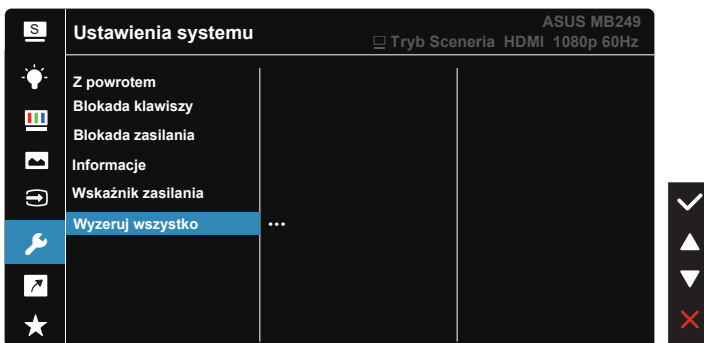 S
Ustawienia systemu
ASUS MB249
Tryb Sceneria HDMI 1080p 60Hz
Z powrotem
Blokada klawiszy
Blokada zasilania
Informacje
Wskaźnik zasilania
Wyzeruj wszystko
•••